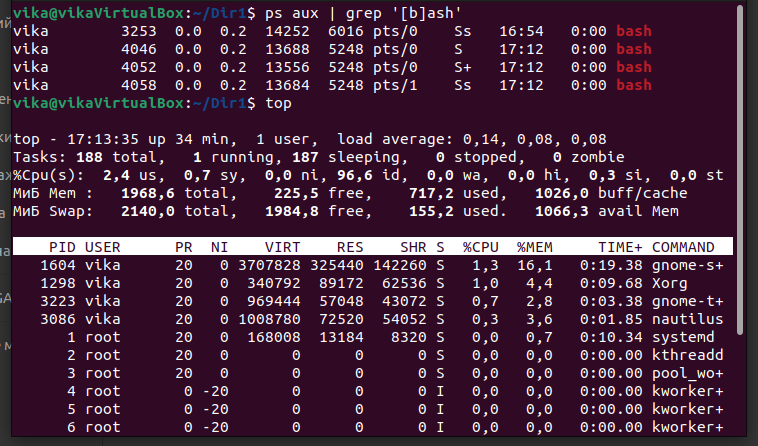 vika@vikaVirtualBox:~/Dir1$ ps aux | grep '[b]ash'
vika 3253 0.0 0.2 14252 6016 pts/0 Ss 16:54 0:00 bash
vika 4046 0.0 0.2 13688 5248 pts/0 S 17:12 0:00 bash
vika 4052 0.0 0.2 13556 5248 pts/0 S+ 17:12 0:00 bash
vika 4058 0.0 0.2 13684 5248 pts/1 Ss 17:12 0:00 bash
vika@vikaVirtualBox:~/Dir1$ top
top - 17:13:35 up 34 min, 1 user, load average: 0,14, 0,08, 0,08
Tasks: 188 total, 1 running, 187 sleeping, 0 stopped, 0 zombie
%Cpu(s): 2,4 us, 0,7 sy, 0,0 ni, 96,6 id, 0,0 wa, 0,0 hi, 0,3 si, 0,0 st
МиБ Mem : 1968,6 total, 225,5 free, 717,2 used, 1026,0 buff/cache
МиБ Swap: 2140,0 total, 1984,8 free, 155,2 used. 1066,3 avail Mem
PID USER PR NI VIRT RES SHR S %CPU %MEM TIME+ COMMAND
1604 vika 20 0 3707828 325440 142260 S 1,3 16,1 0:19.38 gnome-s+
1298 vika 20 0 340792 89172 62536 S 1,0 4,4 0:09.68 Xorg
3223 vika 20 0 969444 57048 43072 S 0,7 2,8 0:03.38 gnome-t+
3086 vika 20 0 1008780 72520 54052 S 0,3 3,6 0:01.85 nautilus
1 root 20 0 168008 13184 8320 S 0,0 0,7 0:10.34 systemd
2 root 20 0 0 0 0 S 0,0 0,0 0:00.00 kthreadd
3 root 20 0 0 0 0 S 0,0 0,0 0:00.00 pool_wo+
4 root 0 -20 0 0 0 I 0,0 0,0 0:00.00 kworker+
5 root 0 -20 0 0 0 I 0,0 0,0 0:00.00 kworker+
6 root 0 -20 0 0 0 I 0,0 0,0 0:00.00 kworker+